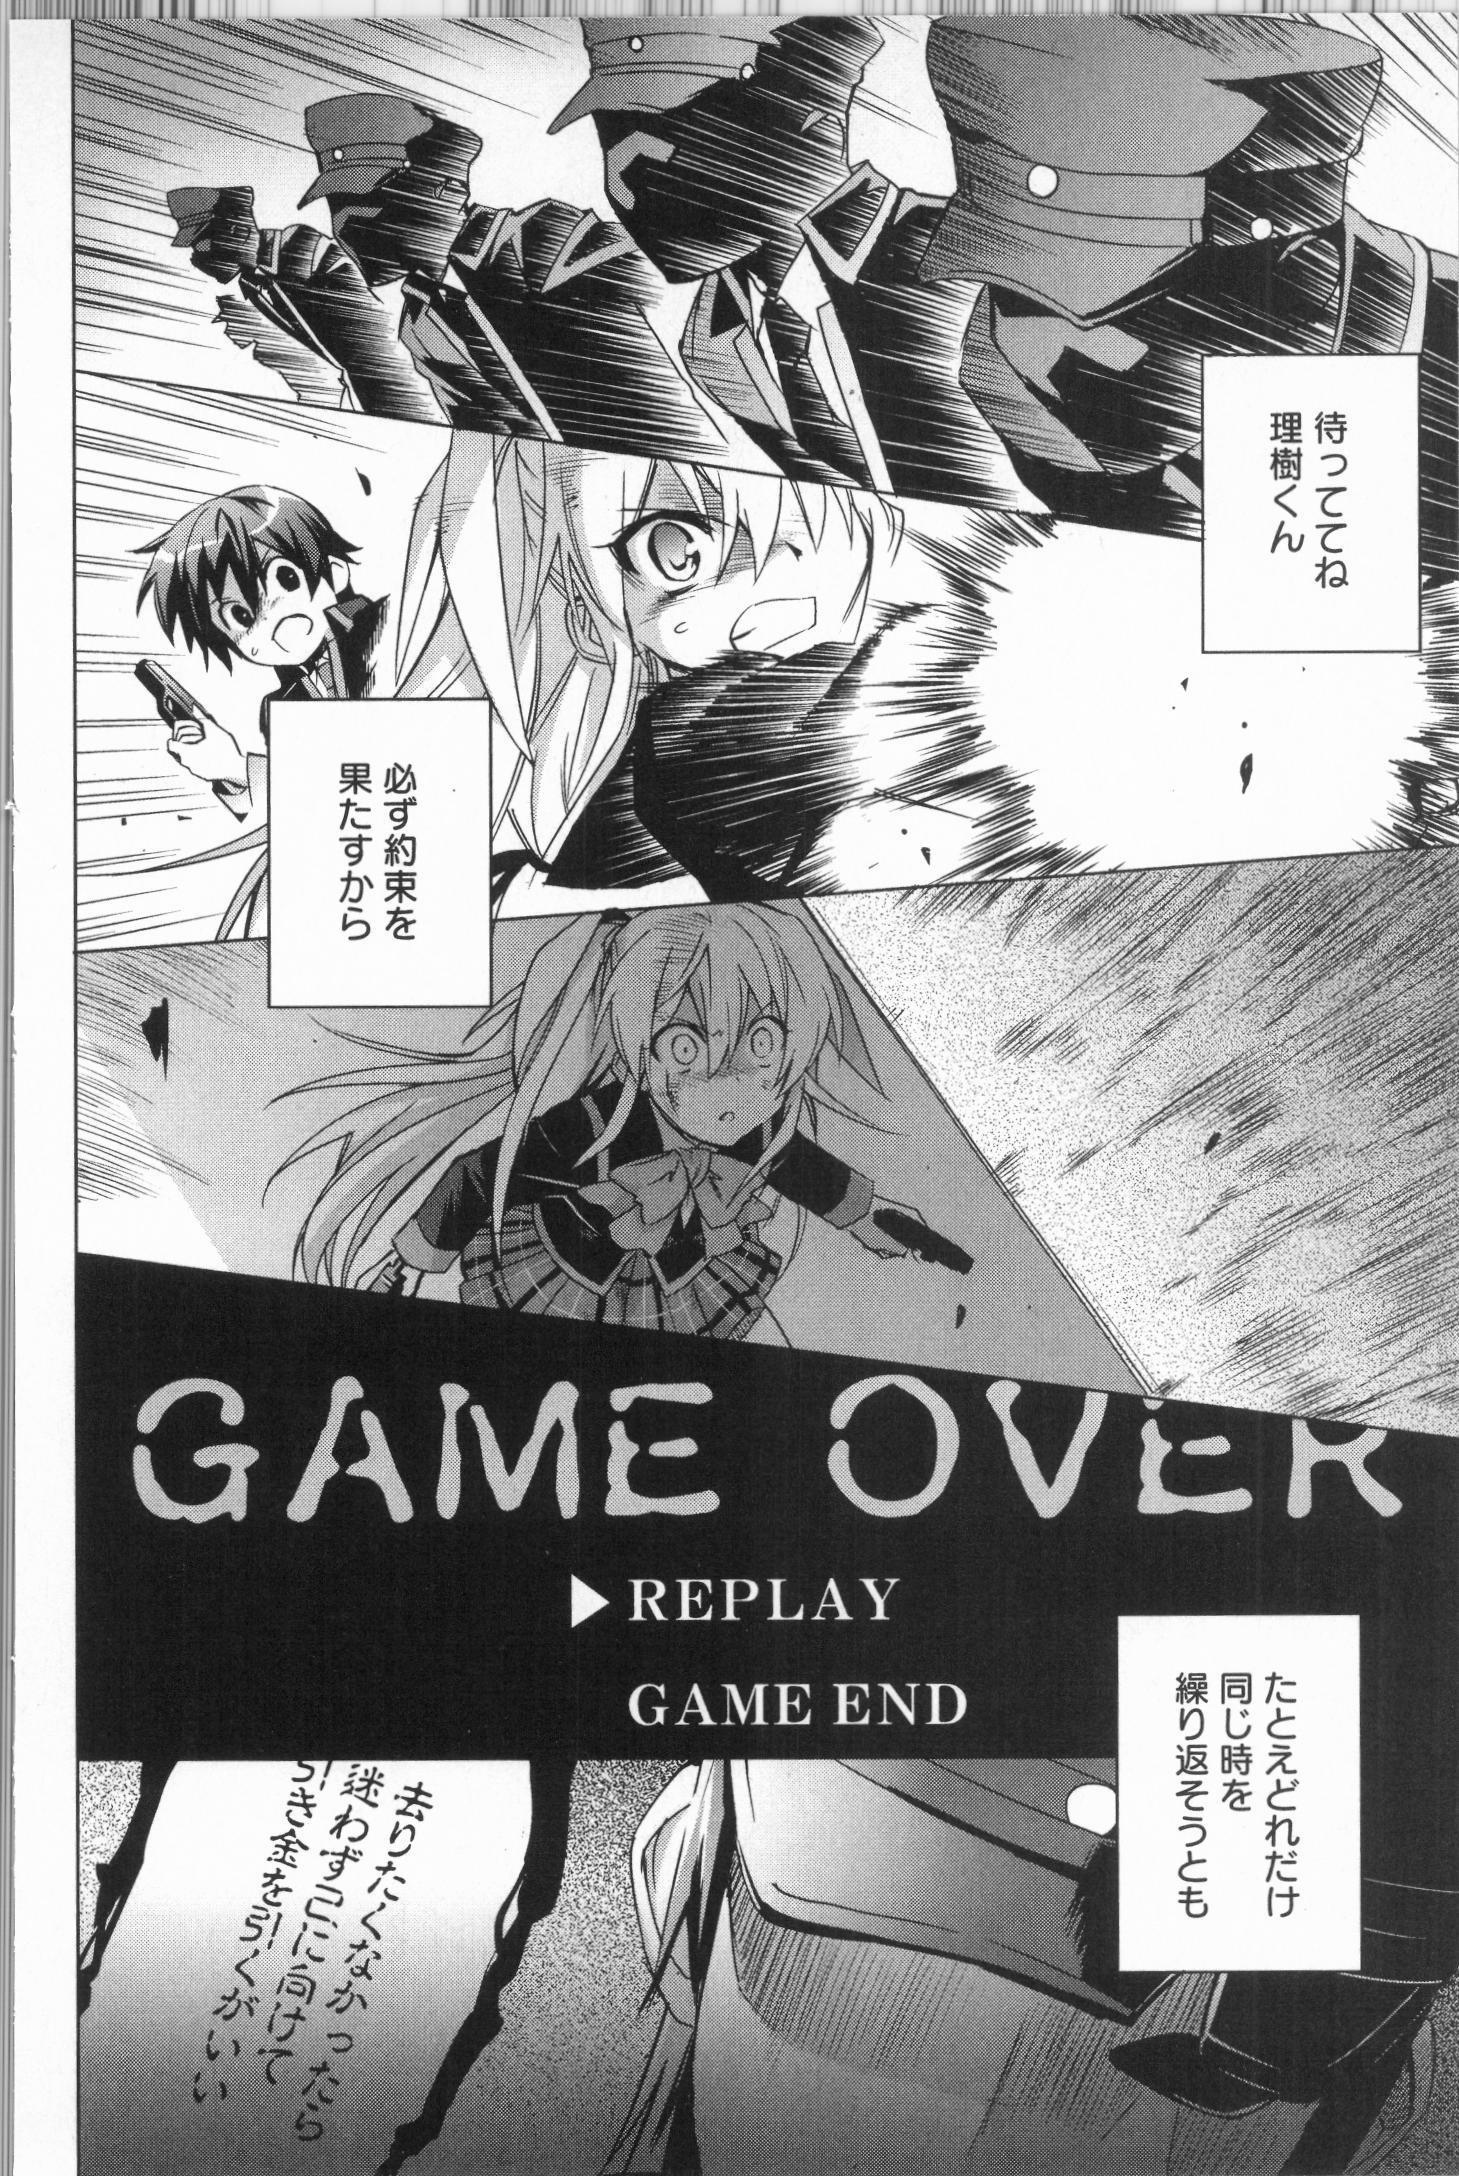 待っててね
理樹くん
必ず約束を
果たすから
GAME OVER
▶REPLAY
GAME END
たとえどれだけ
同じ時を
繰り返そうとも
去りたくなかったら
迷わず己に向けて
引き金を引くがいい